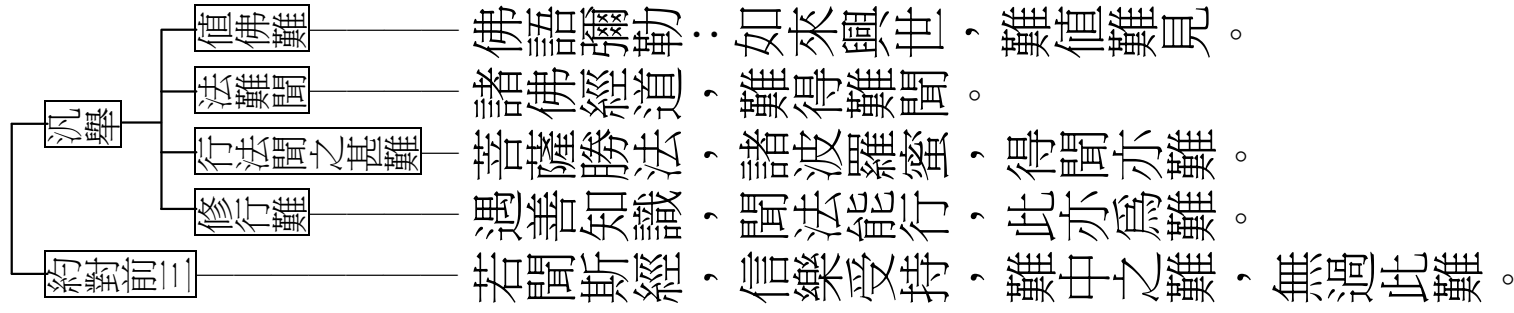 汎舉
值佛難 佛語彌勒：如來興世，難值難見。
法難聞 諸佛經道，難得難聞。
行法聞之甚難 菩薩勝法，諸波羅蜜，得聞亦難。
修行難 遇善知識，聞法能行，此亦爲難。
約對前三 若聞斯經，信樂受持，難中之難，無過此難。